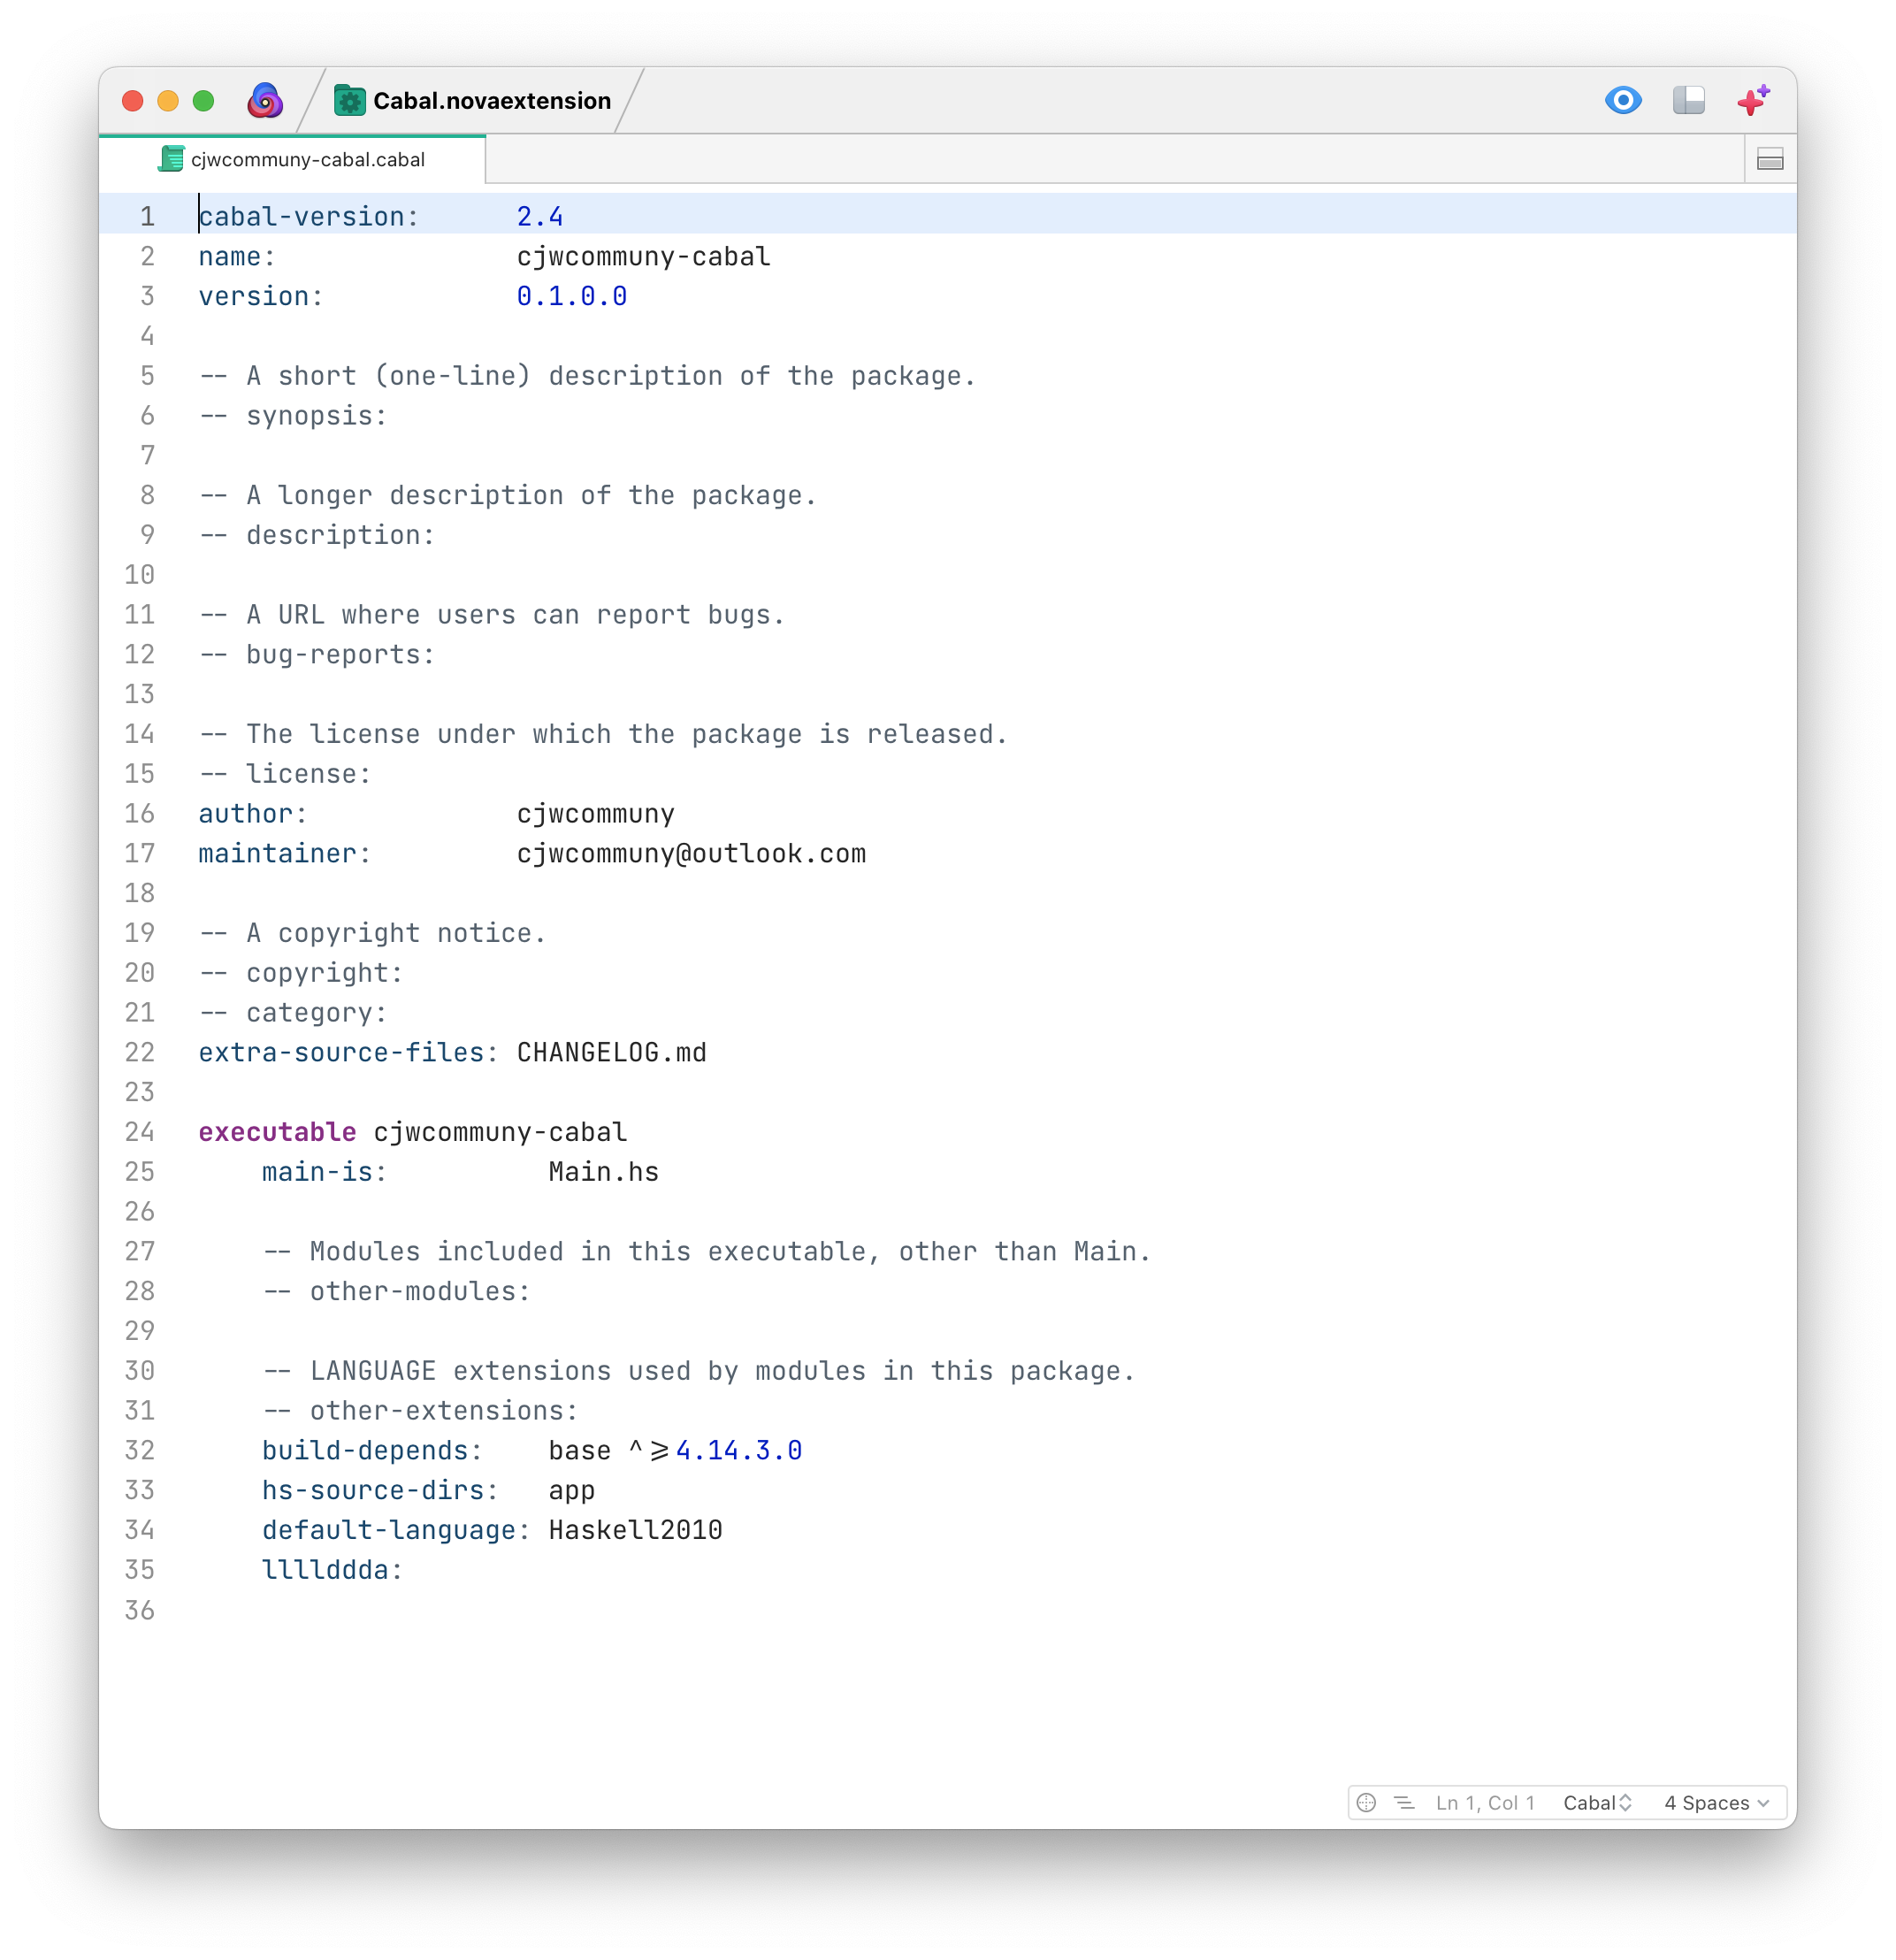 Cabal.novaextension
cjwcommuny-cabal.cabal
1 cabal-version: 2.4
2 name: cjwcommuny-cabal
3 version: 0.1.0.0
4
5 -- A short (one-line) description of the package.
6 -- synopsis:
7
8 -- A longer description of the package.
9 -- description:
10
11 -- A URL where users can report bugs.
12 -- bug-reports:
13
14 -- The license under which the package is released.
15 -- license:
16 author: cjwcommuny
17 maintainer: cjwcommuny@outlook.com
18
19 -- A copyright notice.
20 -- copyright:
21 -- category:
22 extra-source-files: CHANGELOG.md
23
24 executable cjwcommuny-cabal
25 main-is: Main.hs
26
27 -- Modules included in this executable, other than Main.
28 -- other-modules:
29
30 -- LANGUAGE extensions used by modules in this package.
31 -- other-extensions:
32 build-depends: base ^>=4.14.3.0
33 hs-source-dirs: app
34 default-language: Haskell2010
35 llllddda:
36
Ln 1, Col 1 Cabal 4 Spaces